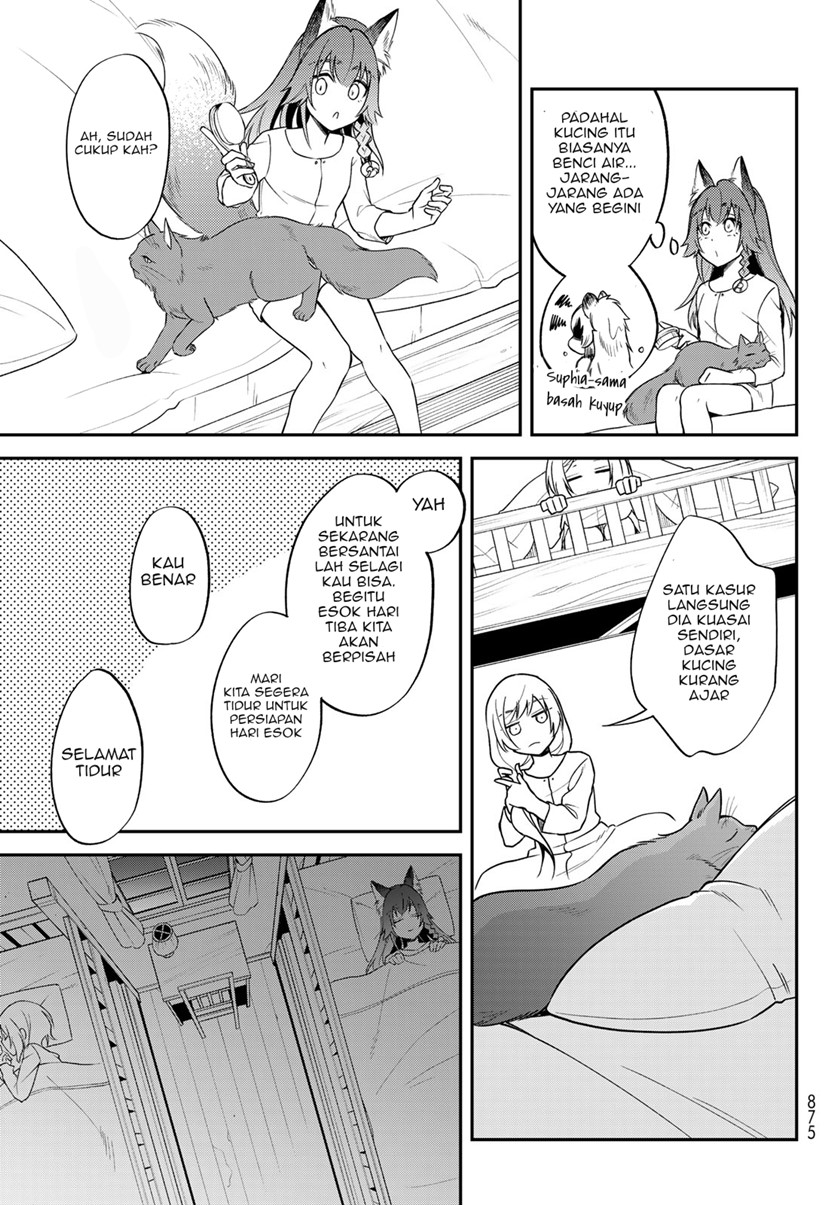 PADAHAL
KUCING ITU
BIASANYA
BENCI AIR...
JARANG-
JARANG ADA
YANG BEGINI
Suphia-sama
basah kuyup
AH, SUDAH
CUKUP KAH?
SATU KASUR
LANGSUNG
DIA KUASAI
SENDIRI,
DASAR
KUCING
KURANG
AJAR
YAH
UNTUK
SEKARANG
BERSANTAI
LAH SELAGI
KAU BISA.
BEGITU
ESOK HARI
TIBA KITA
AKAN
BERPISAH
MARI
KITA SEGERA
TIDUR UNTUK
PERSIAPAN
HARI ESOK
KAU
BENAR
SELAMAT
TIDUR
875